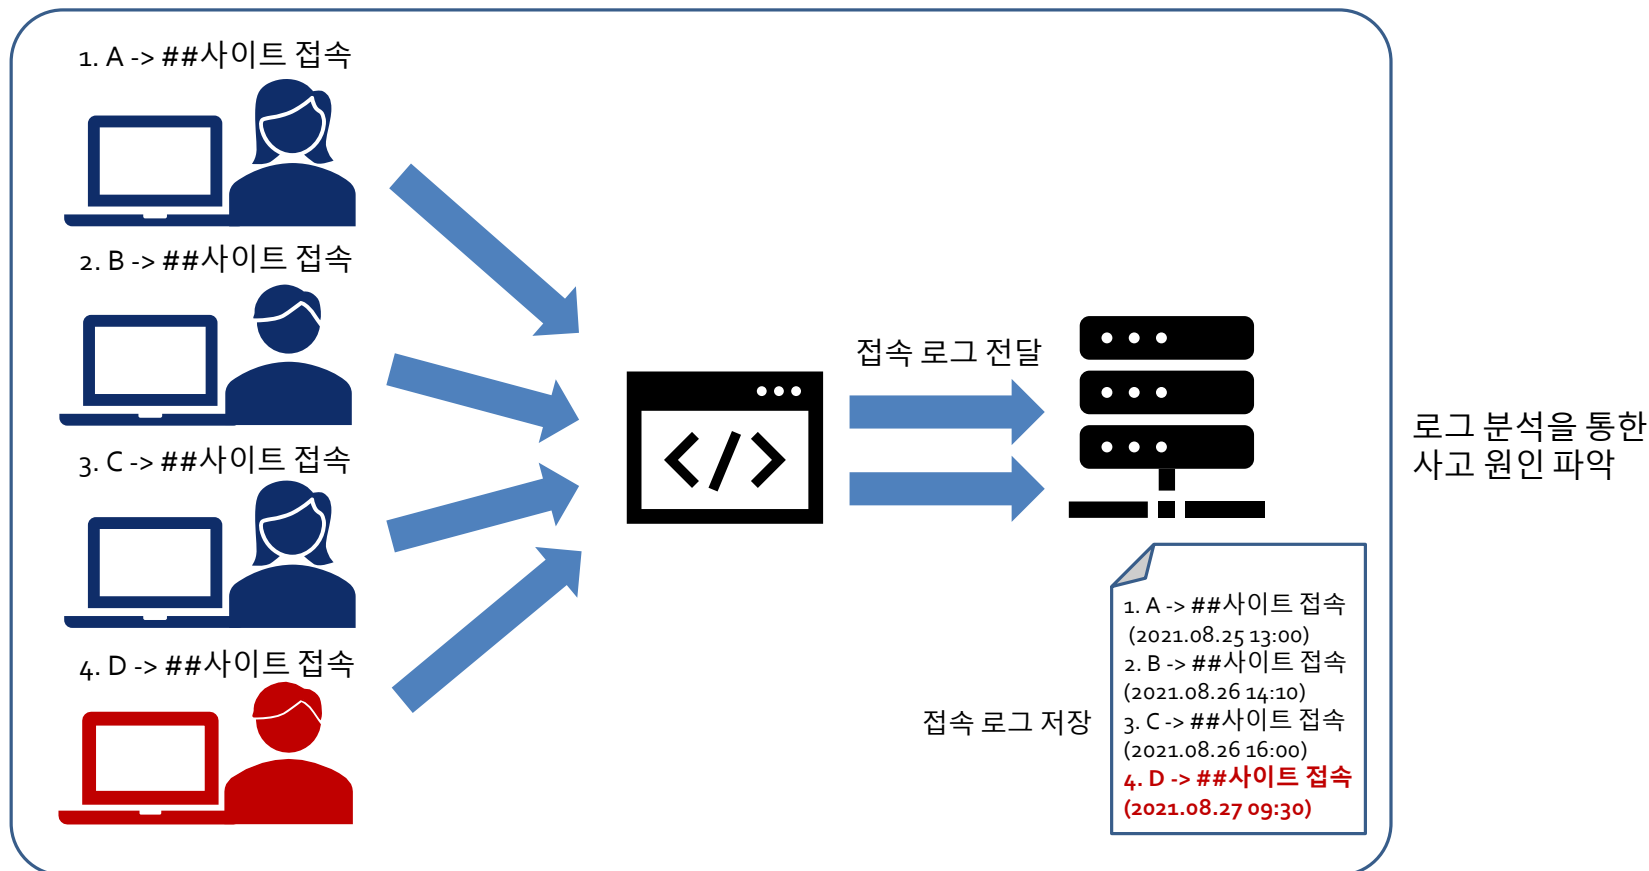 1. A -> ##사이트 접속
2. B -> ##사이트 접속
3. C -> ##사이트 접속
4. D -> ##사이트 접속
접속 로그 전달
접속 로그 저장
1. A -> ##사이트 접속
(2021.08.25 13:00)
2. B -> ##사이트 접속
(2021.08.26 14:10)
3. C -> ##사이트 접속
(2021.08.26 16:00)
4. D -> ##사이트 접속
(2021.08.27 09:30)
로그 분석을 통한
사고 원인 파악